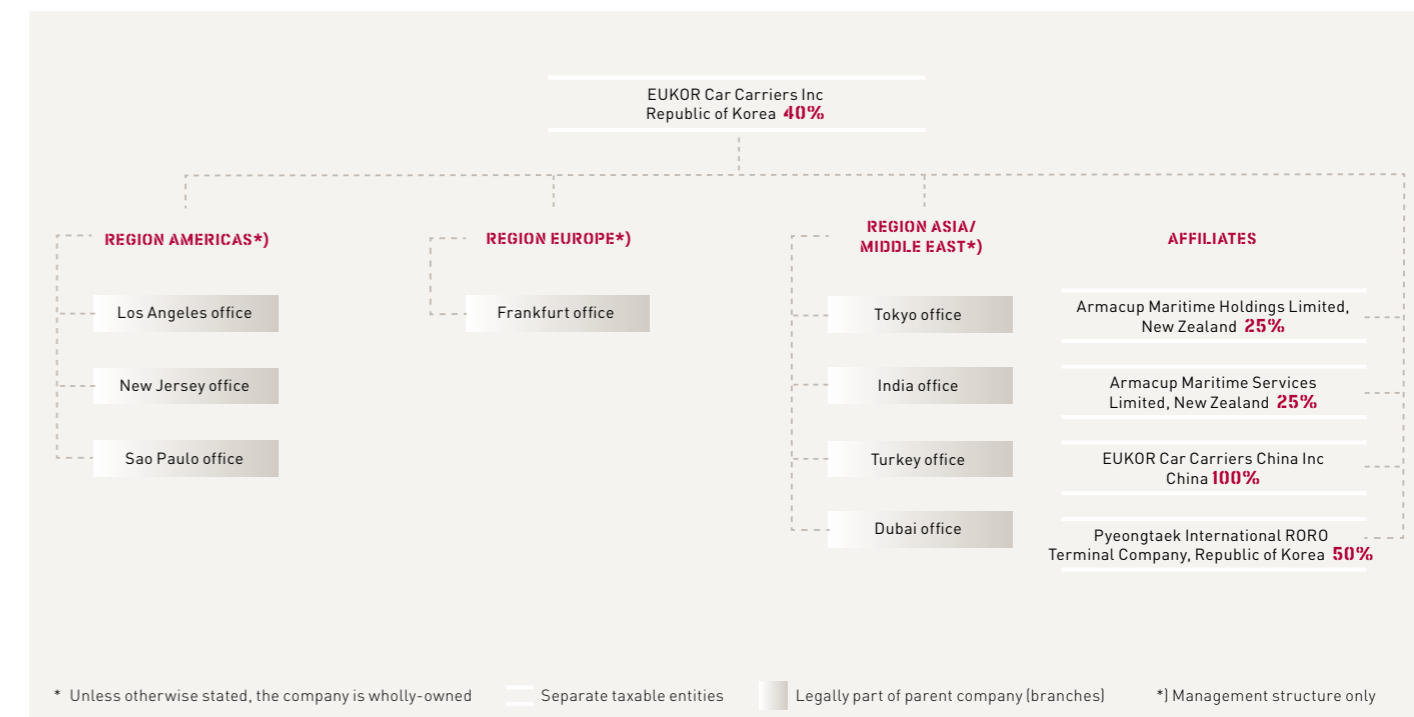 EUKOR Car Carriers Inc
Republic of Korea 40%
REGION AMERICAS*)
Los Angeles office
New Jersey office
Sao Paulo office
REGION EUROPE*)
Frankfurt office
REGION ASIA/
MIDDLE EAST*)
Tokyo office
India office
Turkey office
Dubai office
AFFILIATES
Armacup Maritime Holdings Limited,
New Zealand 25%
Armacup Maritime Services
Limited, New Zealand 25%
EUKOR Car Carriers China Inc
China 100%
Pyeongtaek International RORO
Terminal Company, Republic of Korea 50%
* Unless otherwise stated, the company is wholly-owned
Separate taxable entities
Legally part of parent company (branches)
*) Management structure only